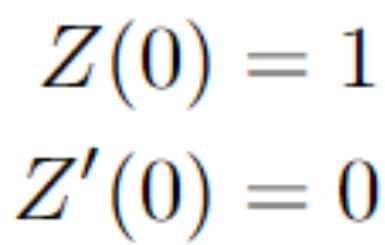 Z(0) = 1
Z′(0) = 0